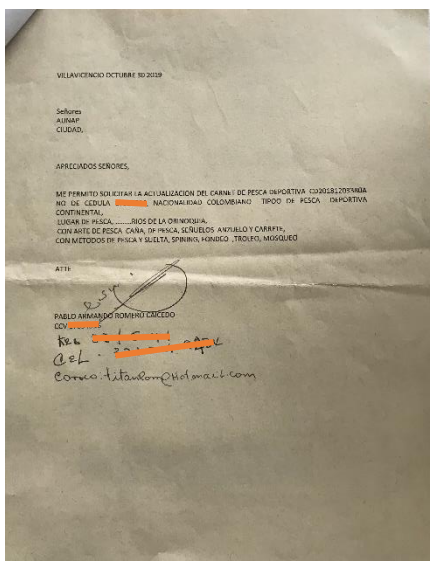 VILLAVICENCIO OCTUBRE 30 2019
Señores
AUNAP
CIUDAD,
APRECIADOS SEÑORES,
ME PERMITO SOLICITAR LA ACTUALIZACION DEL CARNET DE PESCA DEPORTIVA
NO DE CEDULA , NACIONALIDAD COLOMBIANO TIPOO DE PESCA DEPORTIVA
CONTINENTAL,
LUGAR DE PESCA, .........RIOS DE LA ORINOQUIA,
CON ARTE DE PESCA CAÑA, DE PESCA, SEÑUELOS ANZUELO Y CARRETE,
CON METODOS DE PESCA Y SUELTA, SPINING, FONDEO ,TROLEO, MOSQUEO
ATTE
PABLO ARMANDO ROMERO CAICEDO
CCV
CEL.